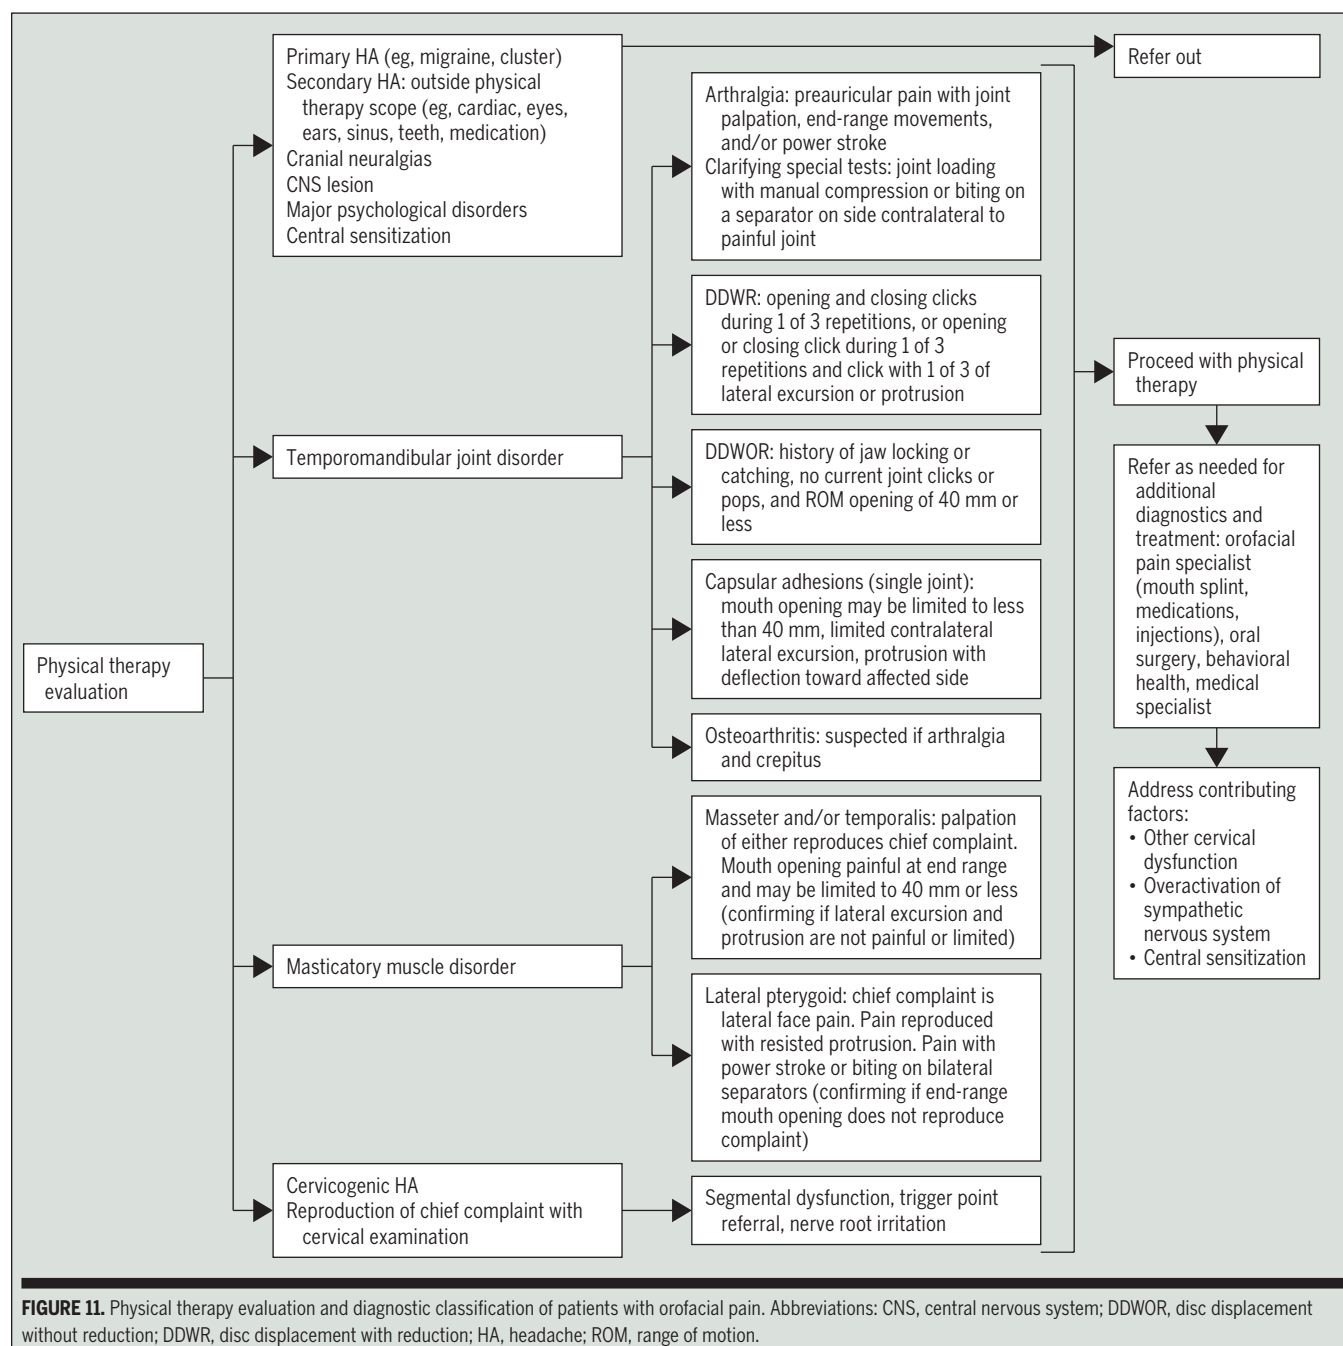 Primary HA (eg, migraine, cluster)
Secondary HA: outside physical
therapy scope (eg, cardiac, eyes,
ears, sinus, teeth, medication)
Cranial neuralgias
CNS lesion
Major psychological disorders
Central sensitization
Refer out
Arthralgia: preauricular pain with joint
palpation, end-range movements,
and/or power stroke
Clarifying special tests: joint loading
with manual compression or biting on
a separator on side contralateral to
painful joint
DDWR: opening and closing clicks
during 1 of 3 repetitions, or opening
or closing click during 1 of 3
repetitions and click with 1 of 3 of
lateral excursion or protrusion
Proceed with physical
therapy
Temporomandibular joint disorder
DDWOR: history of jaw locking or
catching, no current joint clicks or
pops, and ROM opening of 40 mm or
less
Refer as needed for
additional
diagnostics and
treatment: orofacial
pain specialist
(mouth splint,
medications,
injections), oral
surgery, behavioral
health, medical
specialist
Capsular adhesions (single joint):
mouth opening may be limited to less
than 40 mm, limited contralateral
lateral excursion, protrusion with
deflection toward affected side
Physical therapy
evaluation
Osteoarthritis: suspected if arthralgia
and crepitus
Address contributing
factors:
• Other cervical
dysfunction
• Overactivation of
sympathetic
nervous system
• Central sensitization
Masseter and/or temporalis: palpation
of either reproduces chief complaint.
Mouth opening painful at end range
and may be limited to 40 mm or less
(confirming if lateral excursion and
protrusion are not painful or limited)
Masticatory muscle disorder
Lateral pterygoid: chief complaint is
lateral face pain. Pain reproduced
with resisted protrusion. Pain with
power stroke or biting on bilateral
separators (confirming if end-range
mouth opening does not reproduce
complaint)
Cervicogenic HA
Reproduction of chief complaint with
cervical examination
Segmental dysfunction, trigger point
referral, nerve root irritation
FIGURE 11. Physical therapy evaluation and diagnostic classification of patients with orofacial pain. Abbreviations: CNS, central nervous system; DDWOR, disc displacement
without reduction; DDWR, disc displacement with reduction; HA, headache; ROM, range of motion.